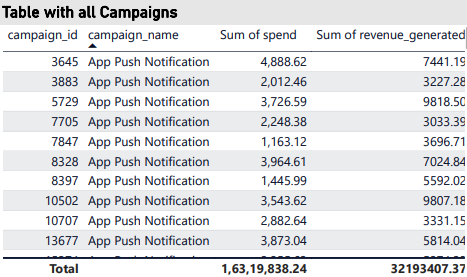 Table with all Campaigns
campaign_id campaign_name Sum of spend Sum of revenue_generated
3645 App Push Notification 4,888.62 7441.19
3883 App Push Notification 2,012.46 3227.28
5729 App Push Notification 3,726.59 9818.50
7705 App Push Notification 2,248.38 3033.39
7847 App Push Notification 1,163.12 3696.71
8328 App Push Notification 3,964.61 7024.84
8397 App Push Notification 1,445.99 5592.02
10502 App Push Notification 3,543.62 9807.18
10707 App Push Notification 2,882.64 3331.15
13677 App Push Notification 3,873.04 5814.04
Total 1,63,19,838.24 32193407.37